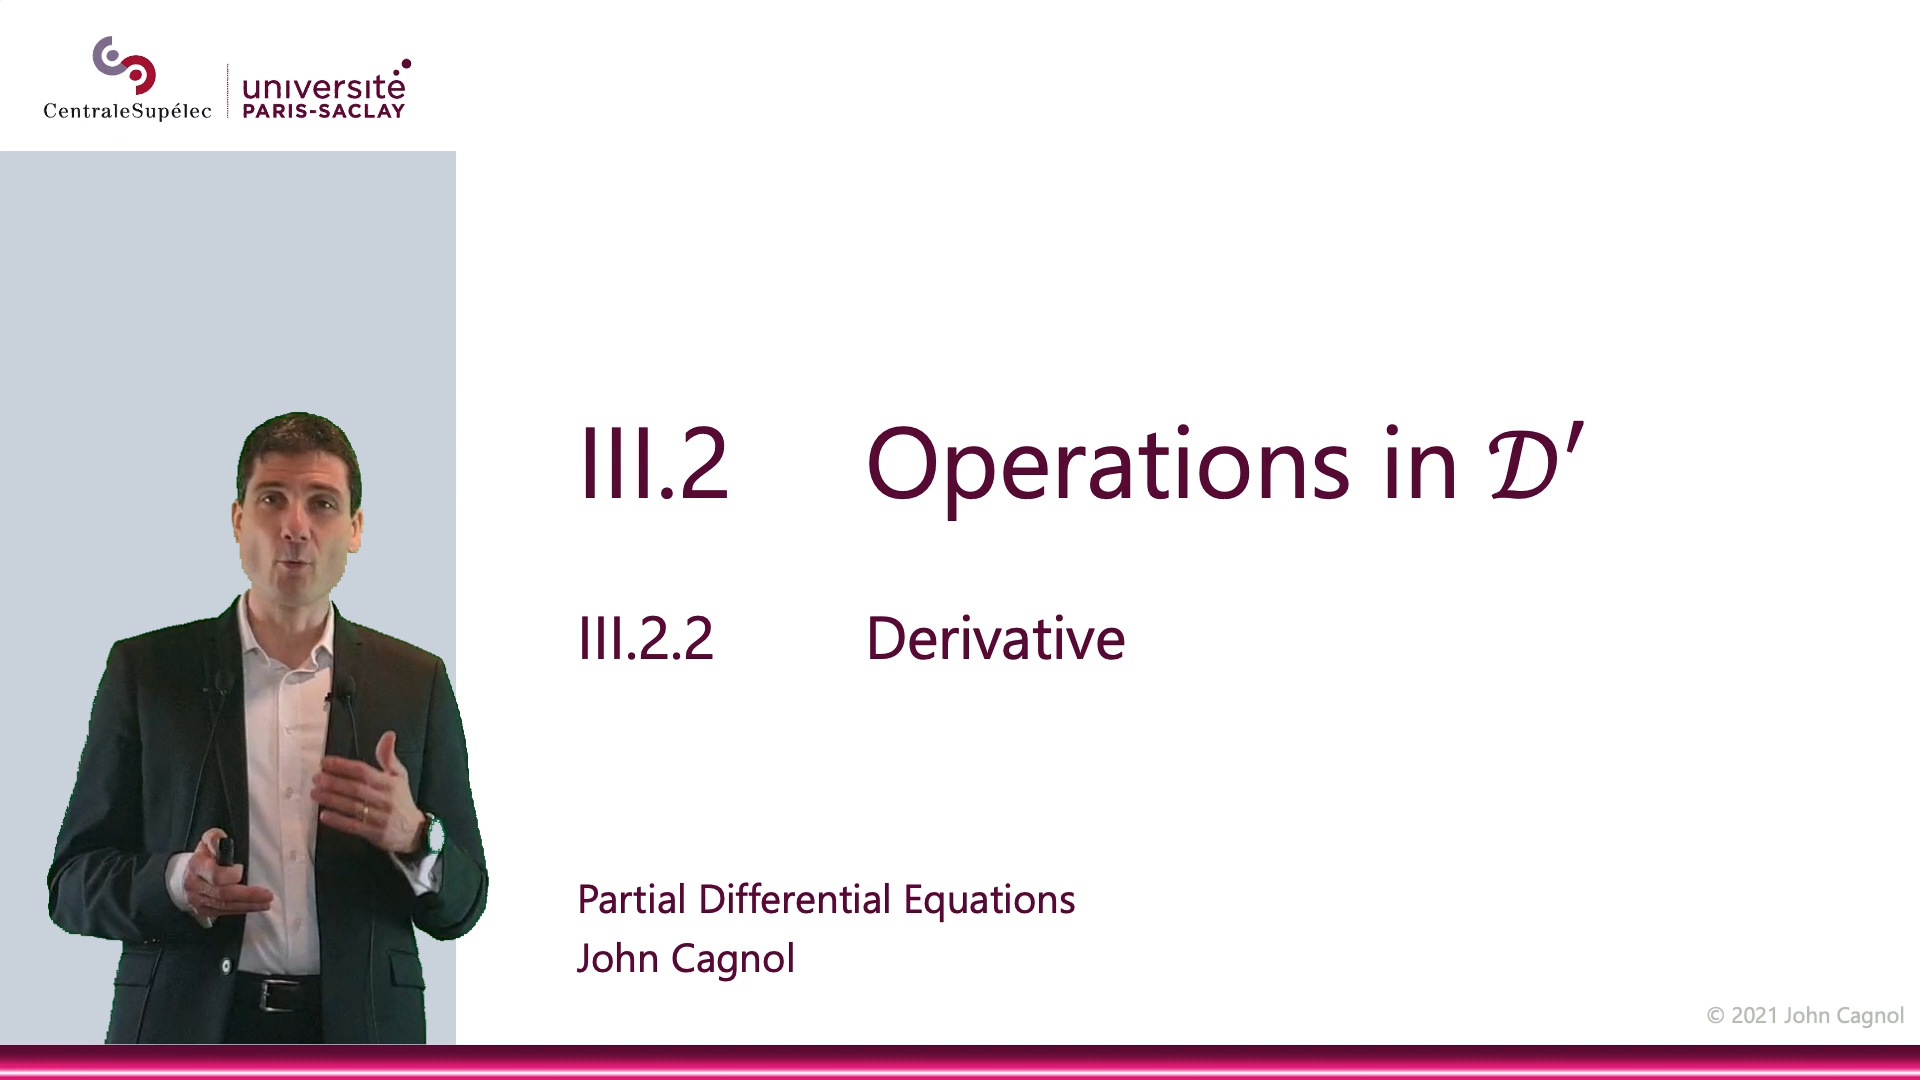 CentraleSupélec
université
PARIS-SACLAY
III.2 Operations in 𝒟′
III.2.2 Derivative
Partial Differential Equations
John Cagnol
© 2021 John Cagnol